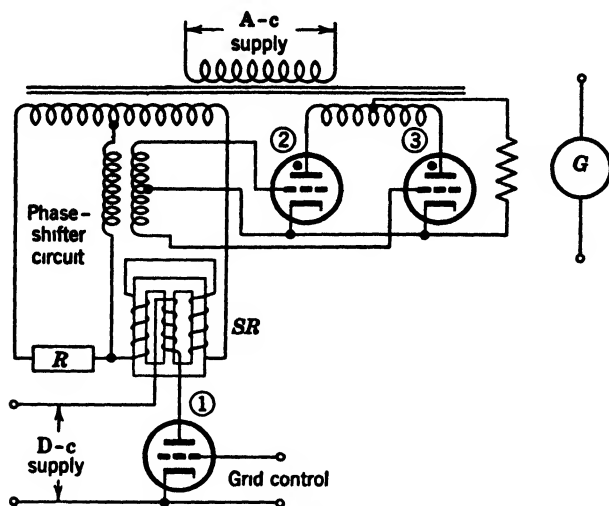 A-c
supply
②
③
G
Phase-
shifter
circuit
SR
R
①
D-c
supply
Grid control